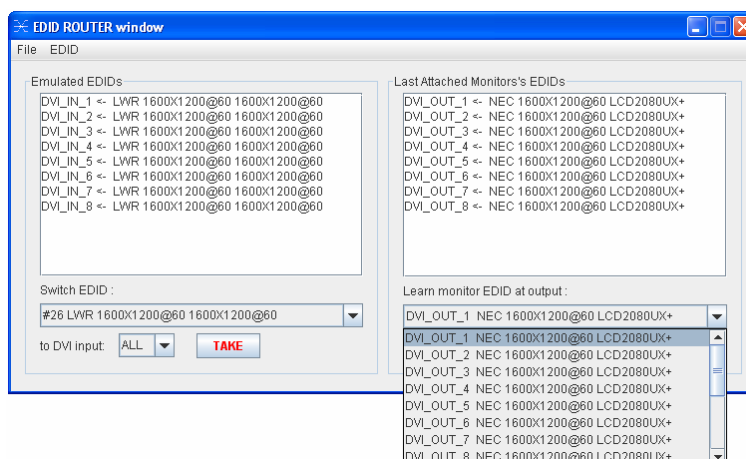 EDID ROUTER window
File EDID
Emulated EDIDs
DVI_IN_1 <- LWR 1600X1200@60 1600X1200@60
DVI_IN_2 <- LWR 1600X1200@60 1600X1200@60
DVI_IN_3 <- LWR 1600X1200@60 1600X1200@60
DVI_IN_4 <- LWR 1600X1200@60 1600X1200@60
DVI_IN_5 <- LWR 1600X1200@60 1600X1200@60
DVI_IN_6 <- LWR 1600X1200@60 1600X1200@60
DVI_IN_7 <- LWR 1600X1200@60 1600X1200@60
DVI_IN_8 <- LWR 1600X1200@60 1600X1200@60
Switch EDID :
#26 LWR 1600X1200@60 1600X1200@60
to DVI input: ALL TAKE
Last Attached Monitors's EDIDs
DVI_OUT_1 <- NEC 1600X1200@60 LCD2080UX+
DVI_OUT_2 <- NEC 1600X1200@60 LCD2080UX+
DVI_OUT_3 <- NEC 1600X1200@60 LCD2080UX+
DVI_OUT_4 <- NEC 1600X1200@60 LCD2080UX+
DVI_OUT_5 <- NEC 1600X1200@60 LCD2080UX+
DVI_OUT_6 <- NEC 1600X1200@60 LCD2080UX+
DVI_OUT_7 <- NEC 1600X1200@60 LCD2080UX+
DVI_OUT_8 <- NEC 1600X1200@60 LCD2080UX+
Learn monitor EDID at output :
DVI_OUT_1 NEC 1600X1200@60 LCD2080UX+
DVI_OUT_1 NEC 1600X1200@60 LCD2080UX+
DVI_OUT_2 NEC 1600X1200@60 LCD2080UX+
DVI_OUT_3 NEC 1600X1200@60 LCD2080UX+
DVI_OUT_4 NEC 1600X1200@60 LCD2080UX+
DVI_OUT_5 NEC 1600X1200@60 LCD2080UX+
DVI_OUT_6 NEC 1600X1200@60 LCD2080UX+
DVI_OUT_7 NEC 1600X1200@60 LCD2080UX+
DVI_OUT_8 NEC 1600X1200@60 LCD2080UX+